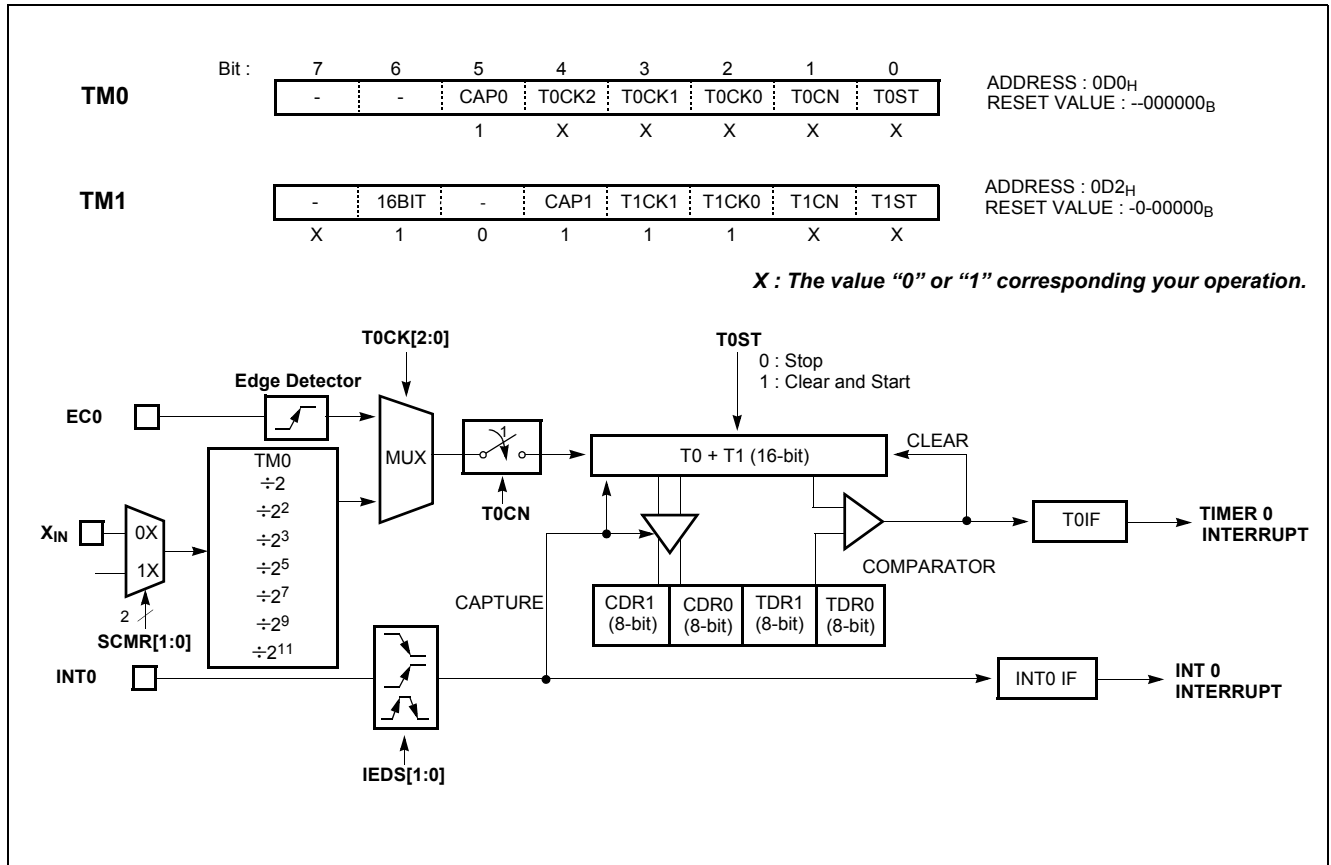 Bit : 7 6 5 4 3 2 1 0
TM0 - - CAP0 T0CK2 T0CK1 T0CK0 T0CN T0ST
ADDRESS : 0D0H
RESET VALUE : --000000B
1 X X X X X
TM1 - 16BIT - CAP1 T1CK1 T1CK0 T1CN T1ST
ADDRESS : 0D2H
RESET VALUE : -0-00000B
X 1 0 1 1 1 X X
X : The value “0” or “1” corresponding your operation.
T0CK[2:0]
T0ST
0 : Stop
1 : Clear and Start
Edge Detector
EC0
MUX
1
T0CN
T0 + T1 (16-bit)
CLEAR
TM0
÷2
÷2²
÷2³
÷2⁵
÷2⁷
÷2⁹
÷2¹¹
XIN
0X
1X
2
SCMR[1:0]
T0IF
TIMER 0
INTERRUPT
COMPARATOR
CAPTURE
CDR1
(8-bit)
CDR0
(8-bit)
TDR1
(8-bit)
TDR0
(8-bit)
INT0
INT0 IF
INT 0
INTERRUPT
IEDS[1:0]